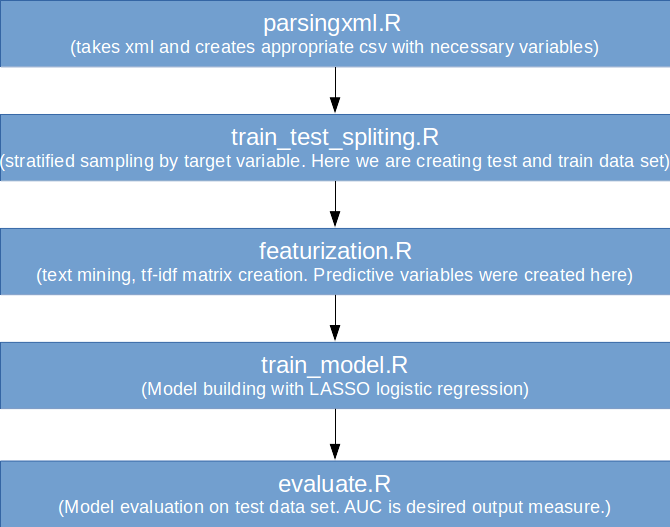 parsingxml.R
(takes xml and creates appropriate csv with necessary variables)
train_test_spliting.R
(stratified sampling by target variable. Here we are creating test and train data set)
featurization.R
(text mining, tf-idf matrix creation. Predictive variables were created here)
train_model.R
(Model building with LASSO logistic regression)
evaluate.R
(Model evaluation on test data set. AUC is desired output measure.)